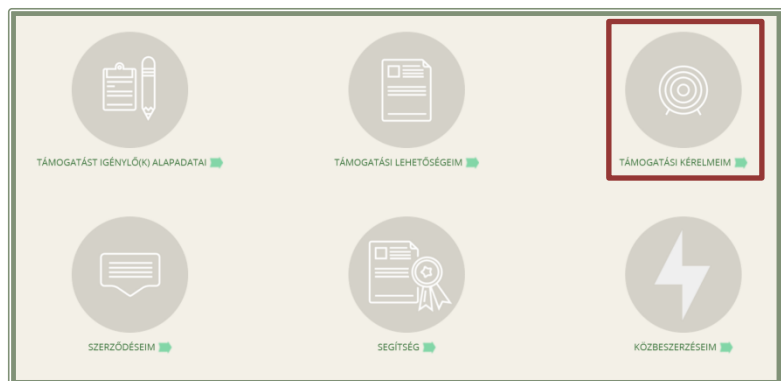 TÁMOGATÁST IGÉNYLŐ(K) ALAPADATAI
TÁMOGATÁSI LEHETŐSÉGEIM
TÁMOGATÁSI KÉRELMEIM
SZERZŐDÉSEIM
SEGÍTSÉG
KÖZBESZERZÉSEIM